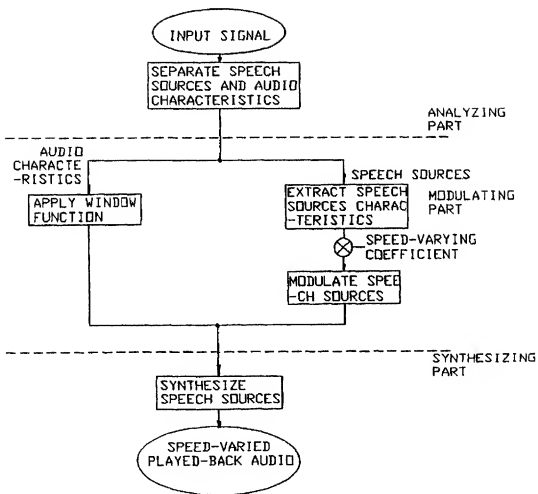 INPUT SIGNAL
SEPARATE SPEECH
SOURCES AND AUDIO
CHARACTERISTICS
ANALYZING
PART
AUDIO
CHARACTE
-RISTICS
SPEECH SOURCES
APPLY WINDOW
FUNCTION
EXTRACT SPEECH
SOURCES CHARAC
-TERISTICS
MODULATING
PART
SPEED-VARYING
COEFFICIENT
MODULATE SPEE
-CH SOURCES
SYNTHESIZING
PART
SYNTHESIZE
SPEECH SOURCES
SPEED-VARIED
PLAYED-BACK AUDIO